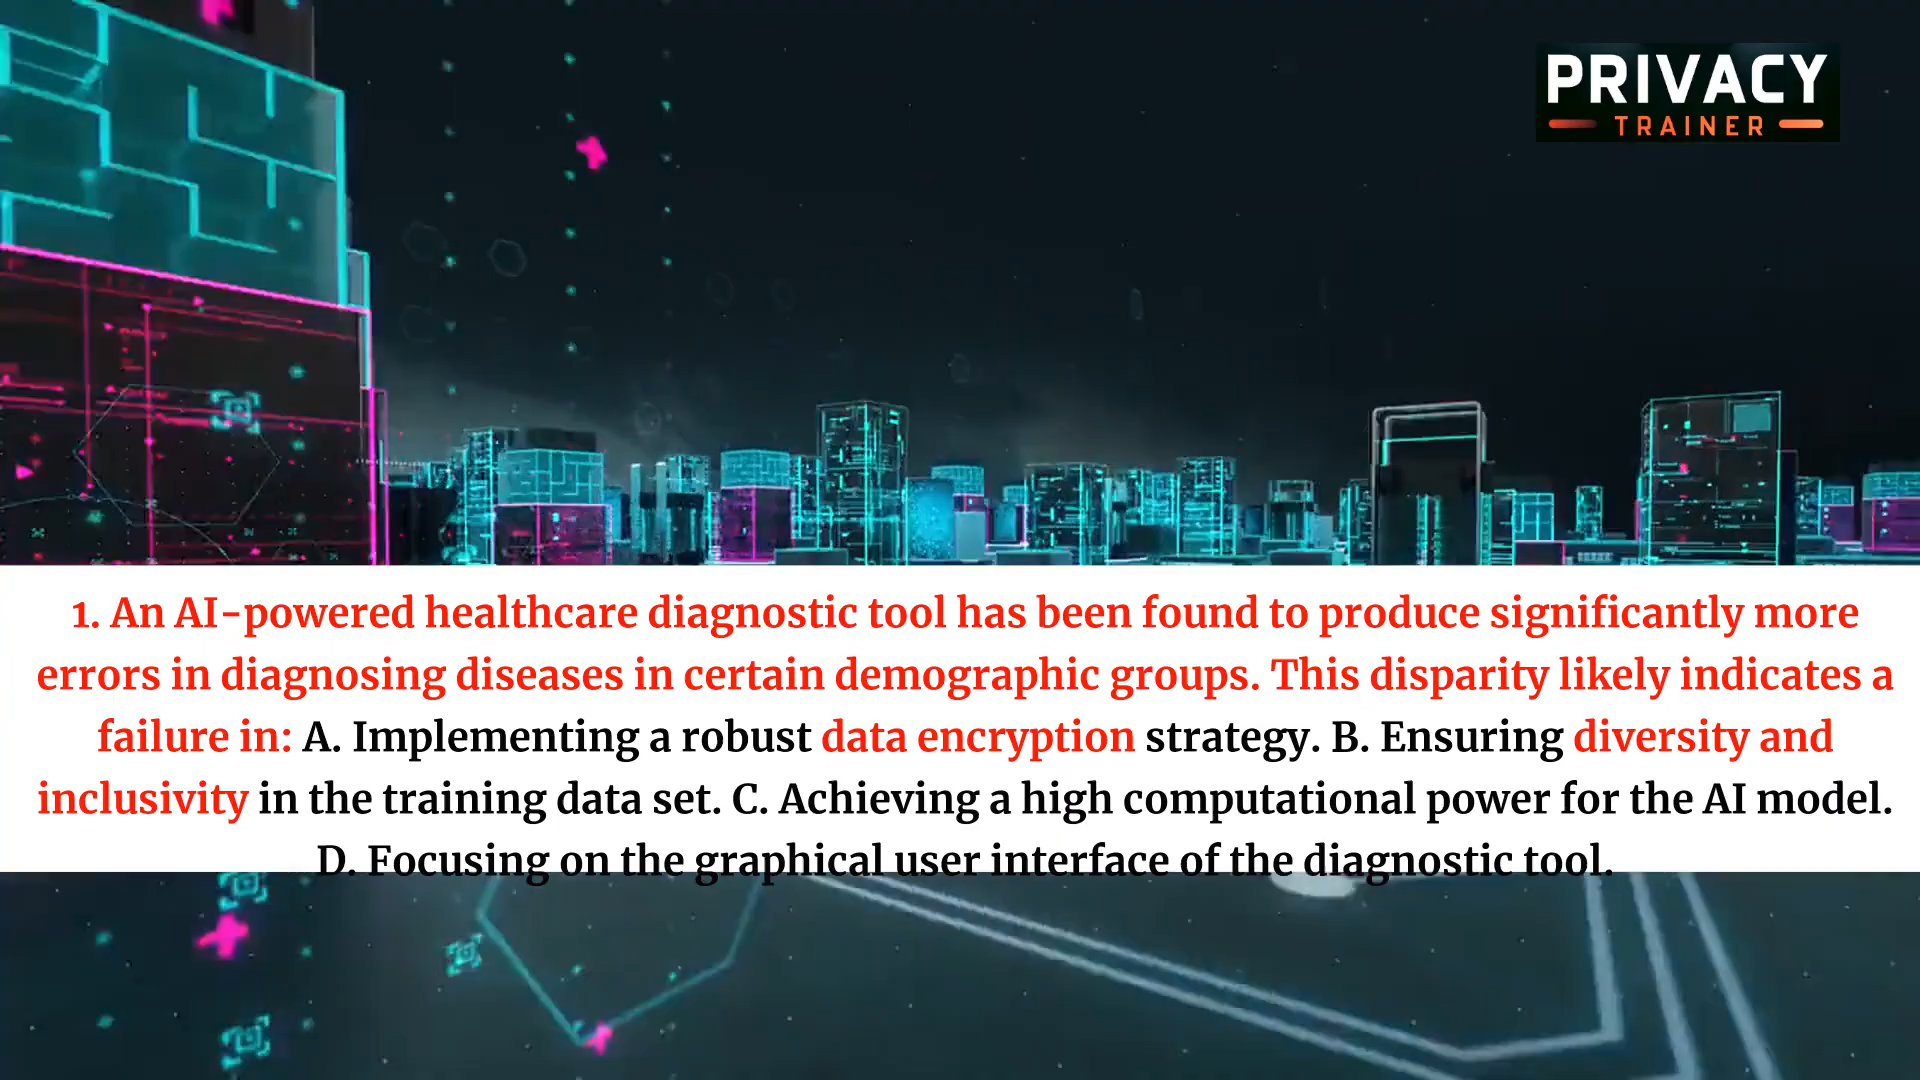 PRIVACY
TRAINER
1. An AI-powered healthcare diagnostic tool has been found to produce significantly more
errors in diagnosing diseases in certain demographic groups. This disparity likely indicates a
failure in: A. Implementing a robust data encryption strategy. B. Ensuring diversity and
inclusivity in the training data set. C. Achieving a high computational power for the AI model.
D. Focusing on the graphical user interface of the diagnostic tool.